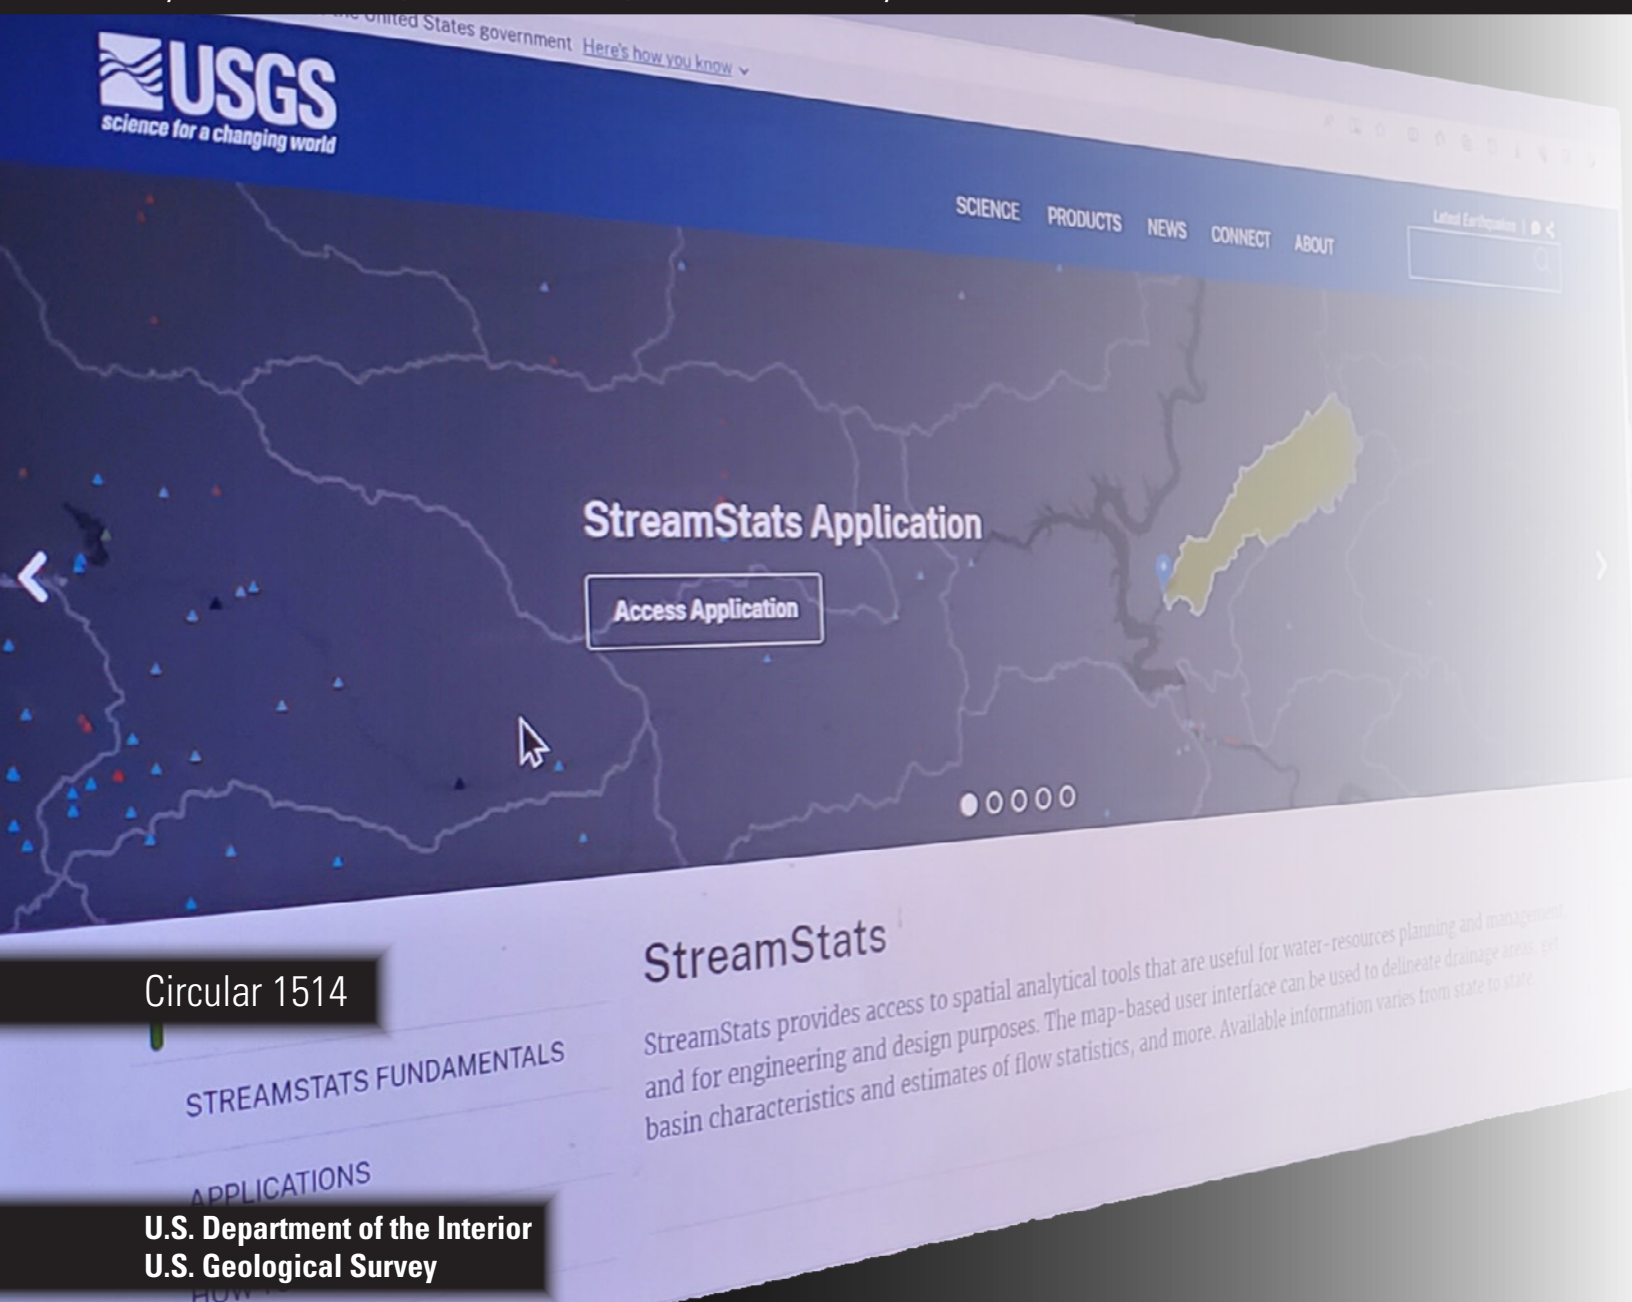 United States government Here's how you know
USGS
science for a changing world
SCIENCE PRODUCTS NEWS CONNECT ABOUT
Latest Earthquakes
StreamStats Application
Access Application
StreamStats
StreamStats provides access to spatial analytical tools that are useful for water-resources planning and management,
and for engineering and design purposes. The map-based user interface can be used to delineate drainage areas, get
basin characteristics and estimates of flow statistics, and more. Available information varies from state to state.
Circular 1514
STREAMSTATS FUNDAMENTALS
APPLICATIONS
U.S. Department of the Interior
U.S. Geological Survey